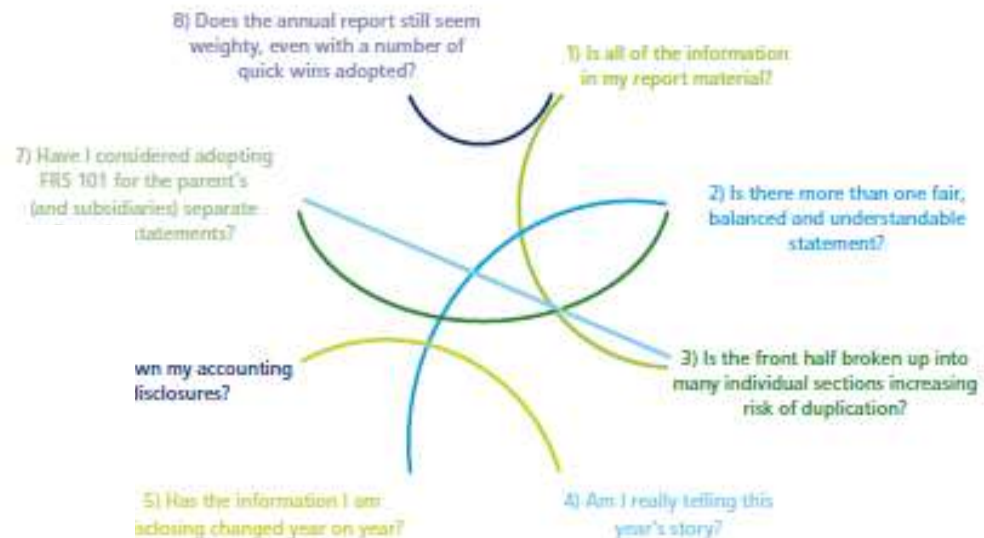 8) Does the annual report still seem
weighty, even with a number of
quick wins adopted?
1) Is all of the information
in my report material?
7) Have I considered adopting
FRS 101 for the parent's
(and subsidiaries) separate
statements?
2) Is there more than one fair,
balanced and understandable
statement?
3) Is the front half broken up into
many individual sections increasing
risk of duplication?
wn my accounting
disclosures?
5) Has the information I am
sclosing changed year on year?
4) Am I really telling this
year's story?